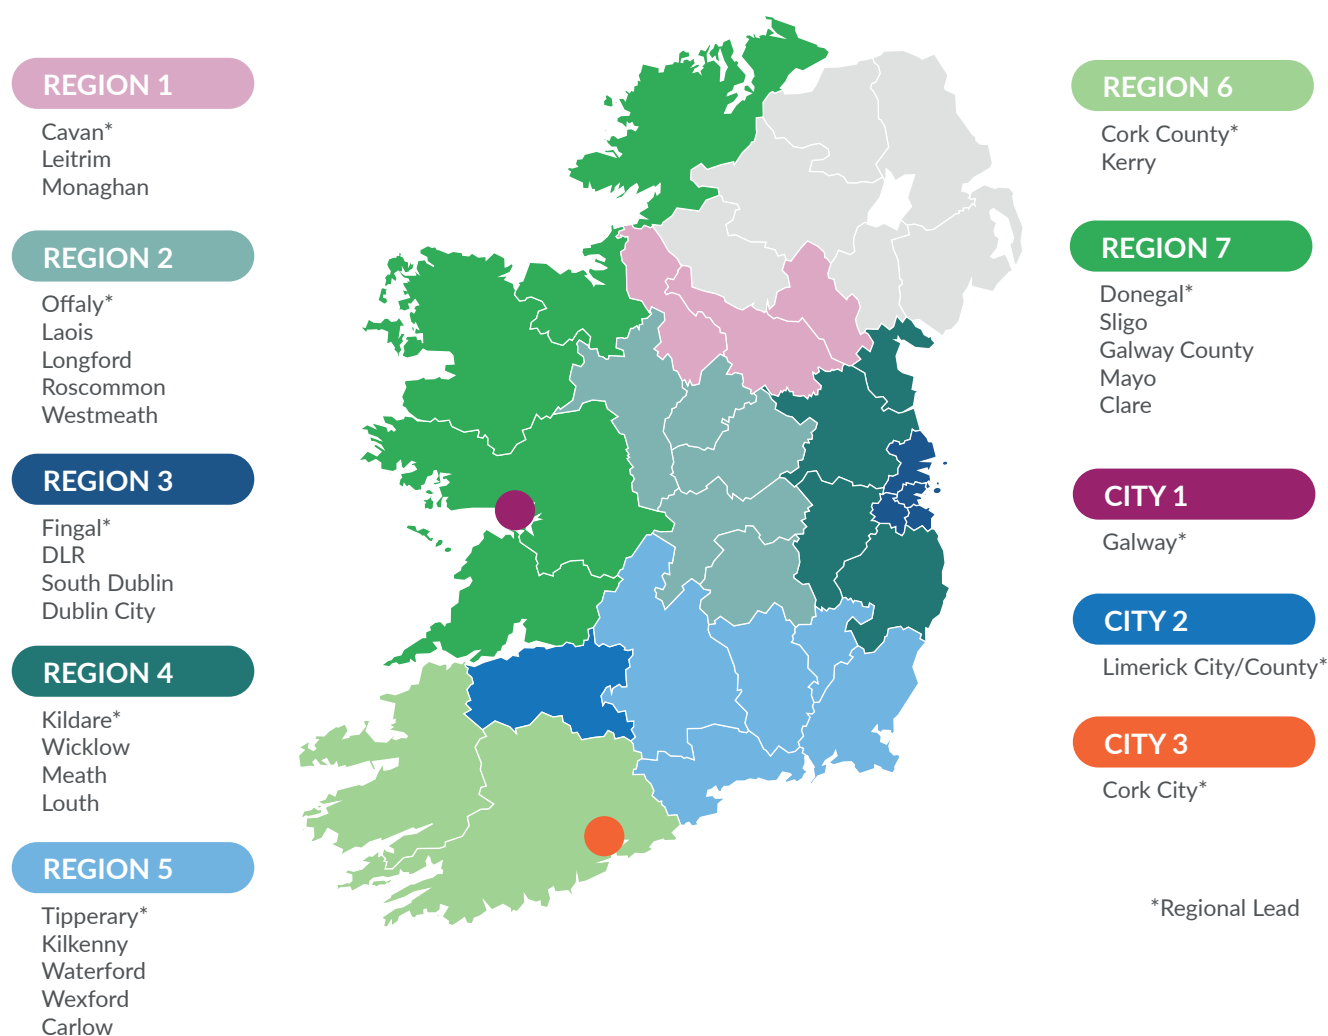 REGION 1
Cavan*
Leitrim
Monaghan
REGION 2
Offaly*
Laois
Longford
Roscommon
Westmeath
REGION 3
Fingal*
DLR
South Dublin
Dublin City
REGION 4
Kildare*
Wicklow
Meath
Louth
REGION 5
Tipperary*
Kilkenny
Waterford
Wexford
Carlow
REGION 6
Cork County*
Kerry
REGION 7
Donegal*
Sligo
Galway County
Mayo
Clare
CITY 1
Galway*
CITY 2
Limerick City/County*
CITY 3
Cork City*
*Regional Lead